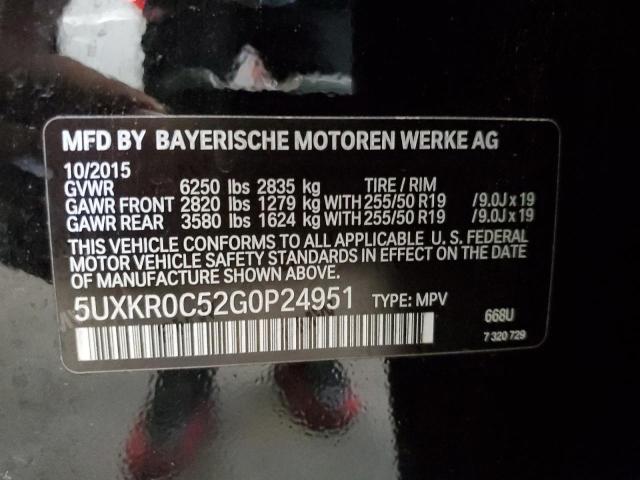 MFD BY BAYERISCHE MOTOREN WERKE AG
10/2015
GVWR 6250 lbs 2835 kg TIRE / RIM
GAWR FRONT 2820 lbs 1279 kg WITH 255/50 R19 /9.0J x 19
GAWR REAR 3580 lbs 1624 kg WITH 255/50 R19 /9.0J x 19
THIS VEHICLE CONFORMS TO ALL APPLICABLE U. S. FEDERAL
MOTOR VEHICLE SAFETY STANDARDS IN EFFECT ON THE DATE
OF MANUFACTURE SHOWN ABOVE.
5UXKR0C52G0P24951 TYPE: MPV
668U
7 320 729